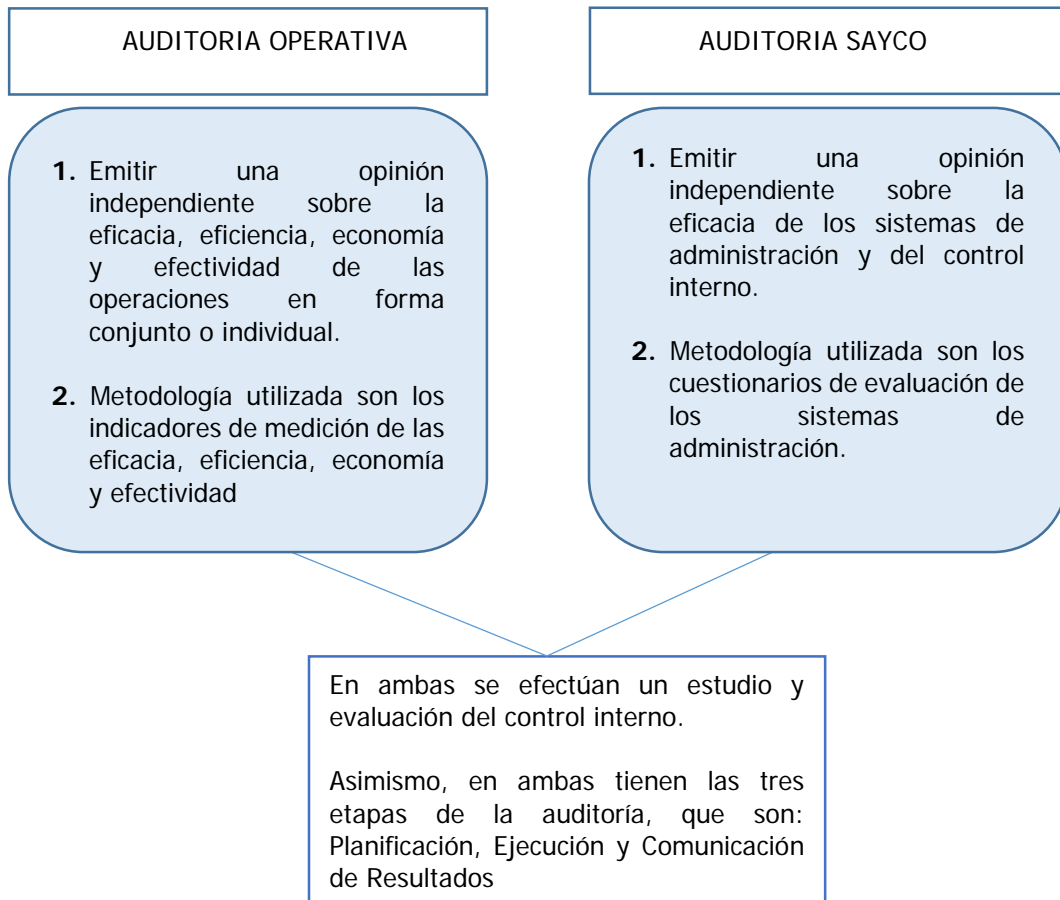 AUDITORIA OPERATIVA
AUDITORIA SAYCO
1. Emitir una opinión
independiente sobre la
eficacia, eficiencia, economía
y efectividad de las
operaciones en forma
conjunto o individual.
2. Metodología utilizada son los
indicadores de medición de las
eficacia, eficiencia, economía
y efectividad
1. Emitir una opinión
independiente sobre la
eficacia de los sistemas de
administración y del control
interno.
2. Metodología utilizada son los
cuestionarios de evaluación de
los sistemas de
administración.
En ambas se efectúan un estudio y
evaluación del control interno.
Asimismo, en ambas tienen las tres
etapas de la auditoría, que son:
Planificación, Ejecución y Comunicación
de Resultados